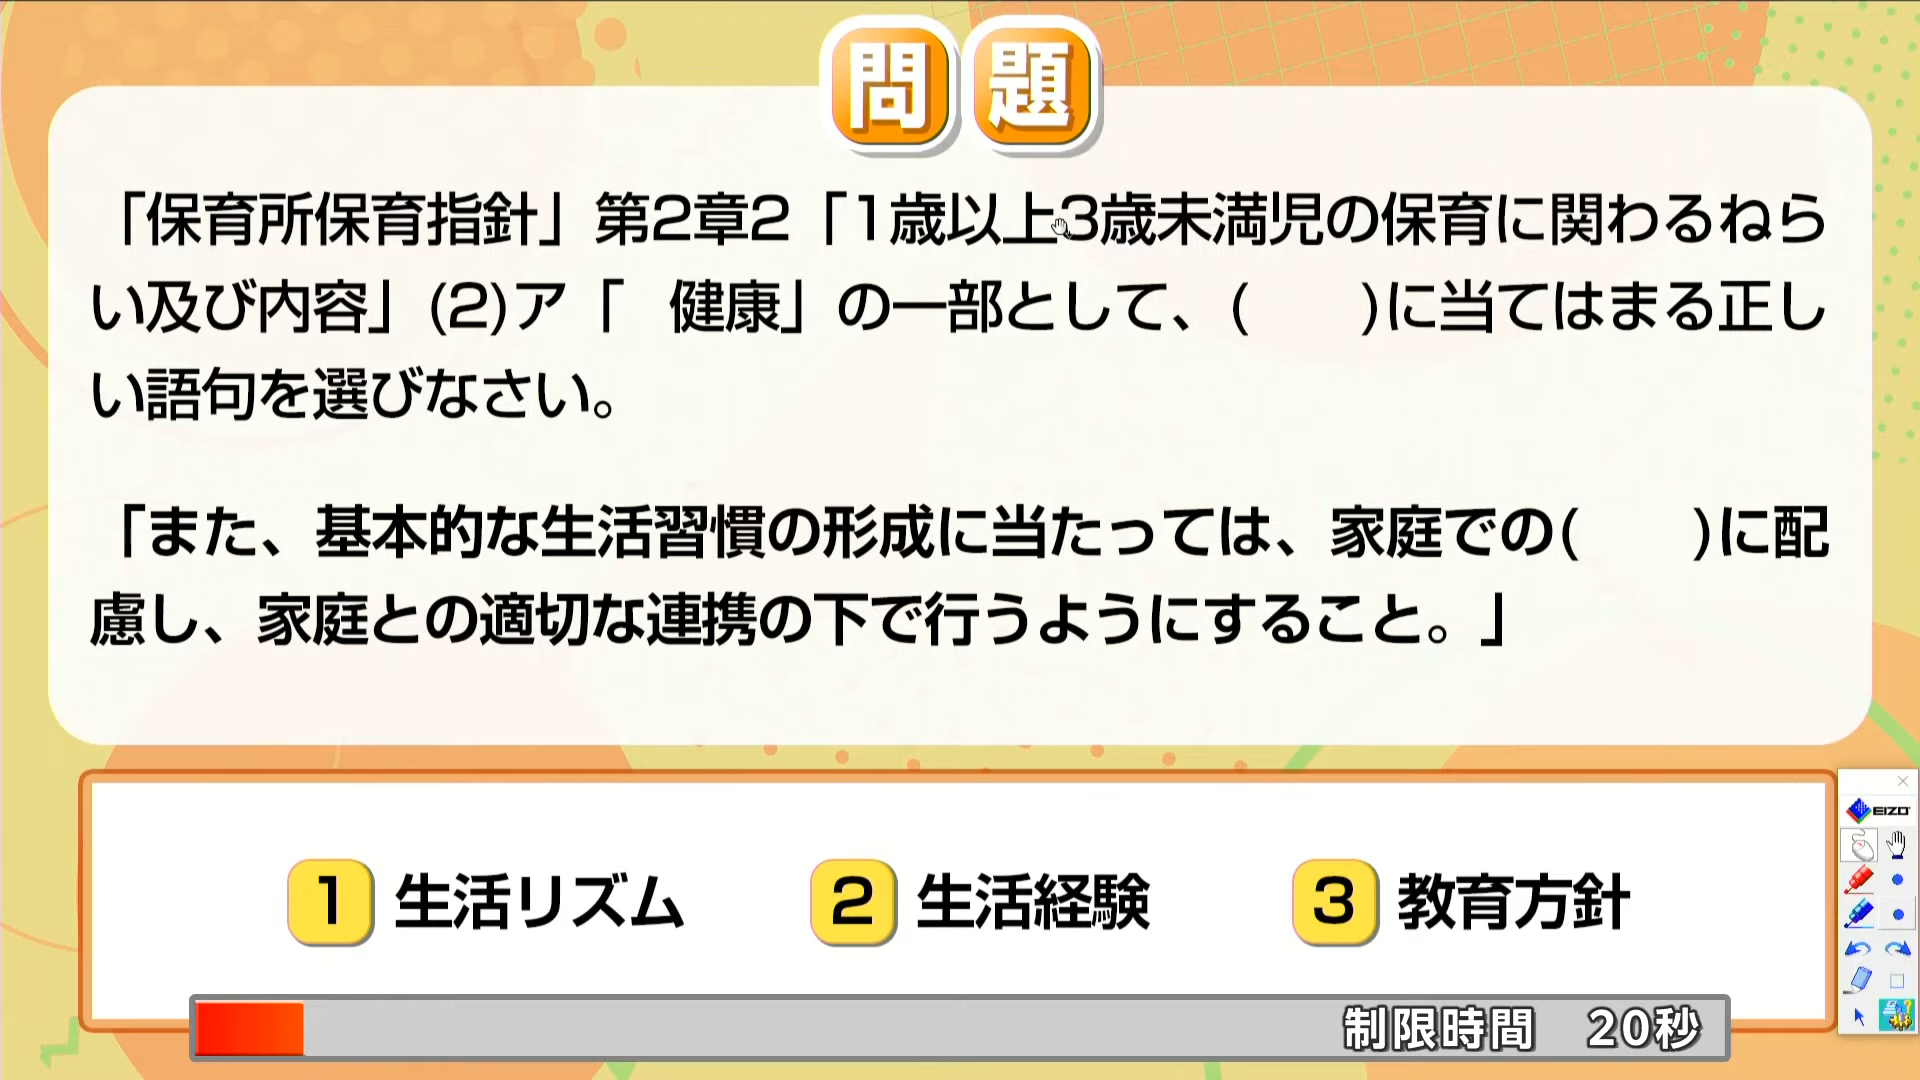 問題
「保育所保育指針」第2章2「1歳以上3歳未満児の保育に関わるねら
い及び内容」(2)ア「 健康」の一部として、(　　)に当てはまる正し
い語句を選びなさい。
「また、基本的な生活習慣の形成に当たっては、家庭での(　　)に配
慮し、家庭との適切な連携の下で行うようにすること。」
1 生活リズム 2 生活経験 3 教育方針
制限時間 20秒
EIZO